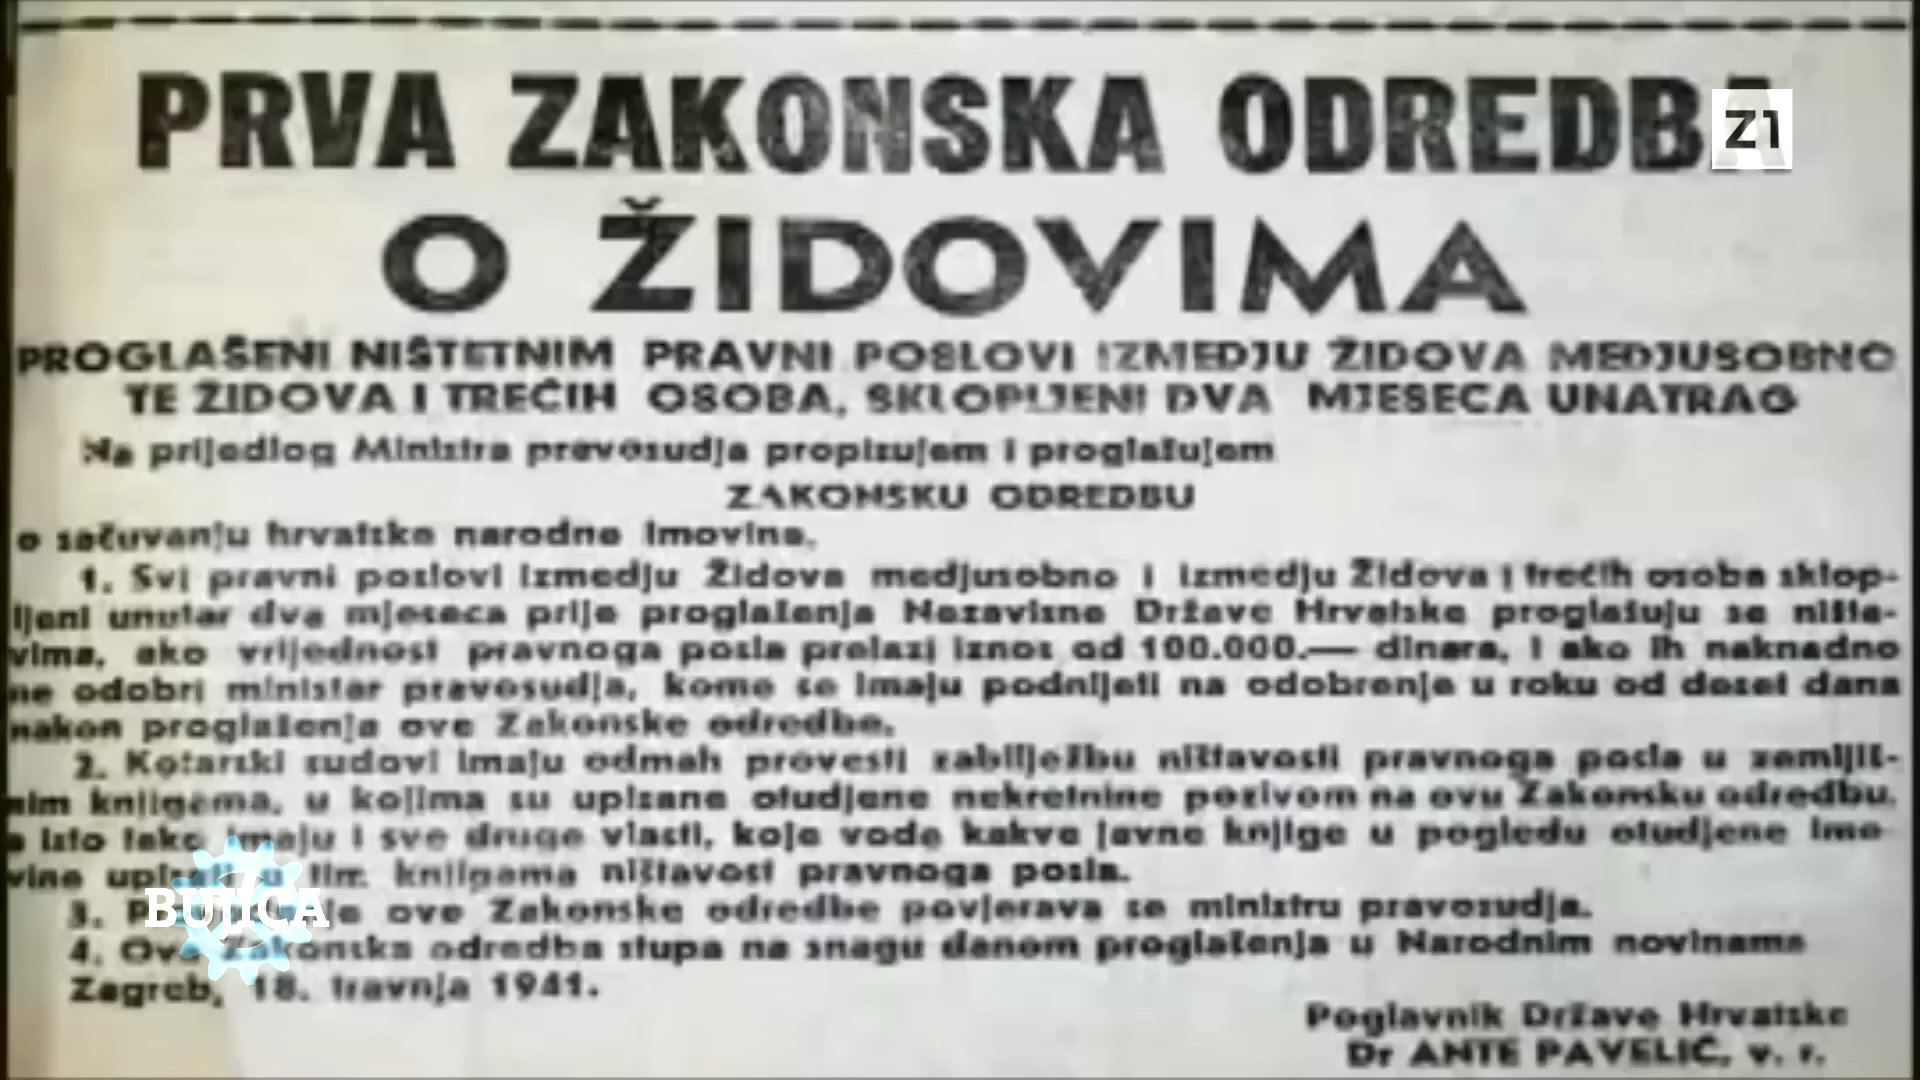 PRVA ZAKONSKA ODREDBA
Z1
O ŽIDOVIMA
PROGLAŠENI NIŠTETNIM PRAVNI POSLOVI IZMEDJU ŽIDOVA MEDJUSOBNO
TE ŽIDOVA I TREĆIH OSOBA, SKLOPLJENI DVA MJESECA UNATRAG
Na prijedlog Ministra pravosudja propisujem i proglašujem
ZAKONSKU ODREDBU
o sačuvanju hrvatske narodne imovine.
1. Svi pravni poslovi izmedju Židova medjusobno i izmedju Židova i trećih osoba sklop-
ljeni unutar dva mjeseca prije proglašenja Nezavisne Države Hrvatske proglašuju se ništa-
vima, ako vrijednost pravnoga posla prelazi iznos od 100.000.— dinara, i ako ih naknadno
ne odobri ministar pravosudja, kome se imaju podnijeti na odobrenje u roku od deset dana
nakon proglašenja ove Zakonske odredbe.
2. Kotarski sudovi imaju odmah provesti zabilježbu ništavosti pravnoga posla u zemljiš-
nim knjigama, u kojima su upisane otudjene nekretnine pozivom na ovu Zakonsku odredbu,
a isto tako imaju i sve druge vlasti, koje vode kakve javne knjige u pogledu otudjene imo-
vine upisati u tim knjigama ništavost pravnoga posla.
3. ove Zakonske odredbe povjerava se ministru pravosudja.
4. Ova Zakonska odredba stupa na snagu danom proglašenja u Narodnim novinama
Zagreb, 18. travnja 1941.
Poglavnik Države Hrvatske
Dr ANTE PAVELIĆ, v. r.
BUJICA